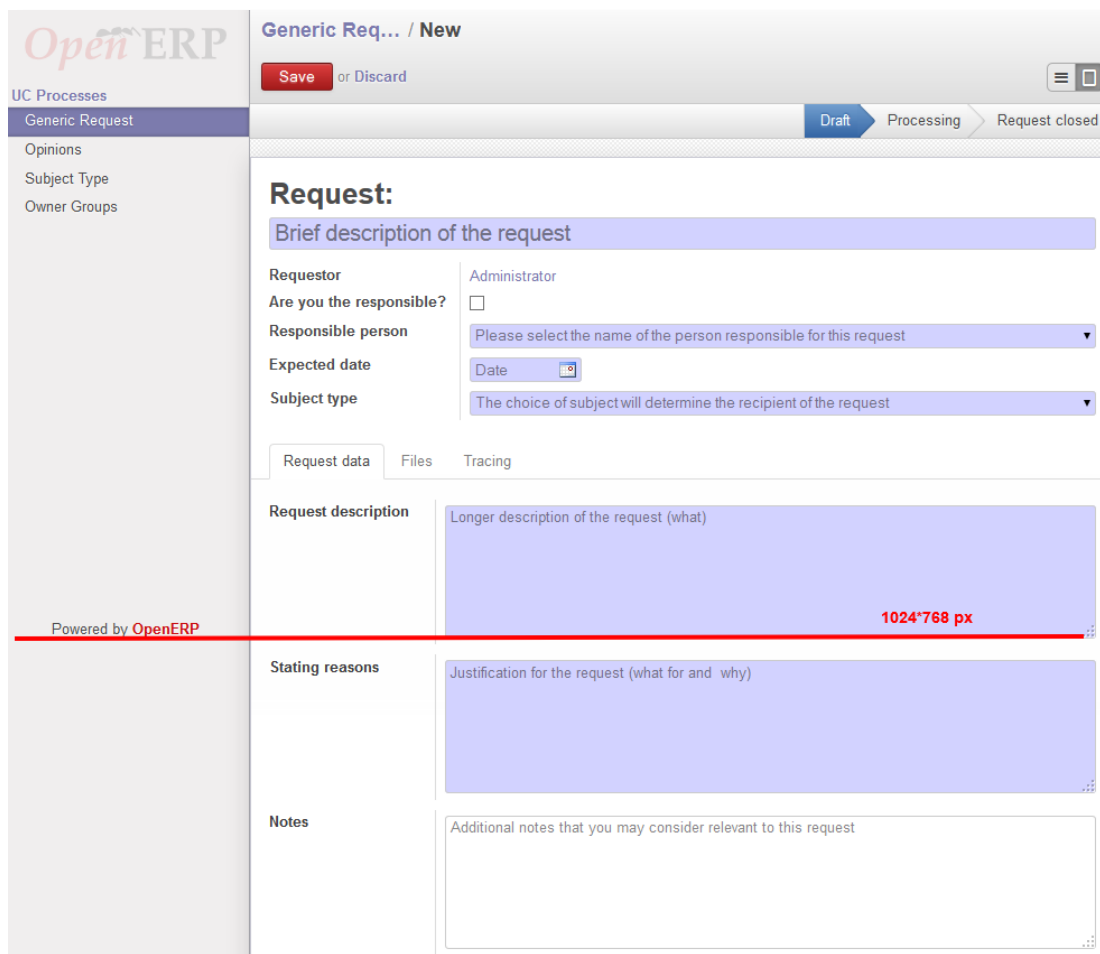 Open ERP
UC Processes
Generic Request
Opinions
Subject Type
Owner Groups
Powered by OpenERP
Generic Req... / New
Save or Discard
Draft Processing Request closed
Request:
Brief description of the request
Requestor Administrator
Are you the responsible?
Responsible person Please select the name of the person responsible for this request
Expected date Date
Subject type The choice of subject will determine the recipient of the request
Request data Files Tracing
Request description Longer description of the request (what)
1024*768 px
Stating reasons Justification for the request (what for and why)
Notes Additional notes that you may consider relevant to this request